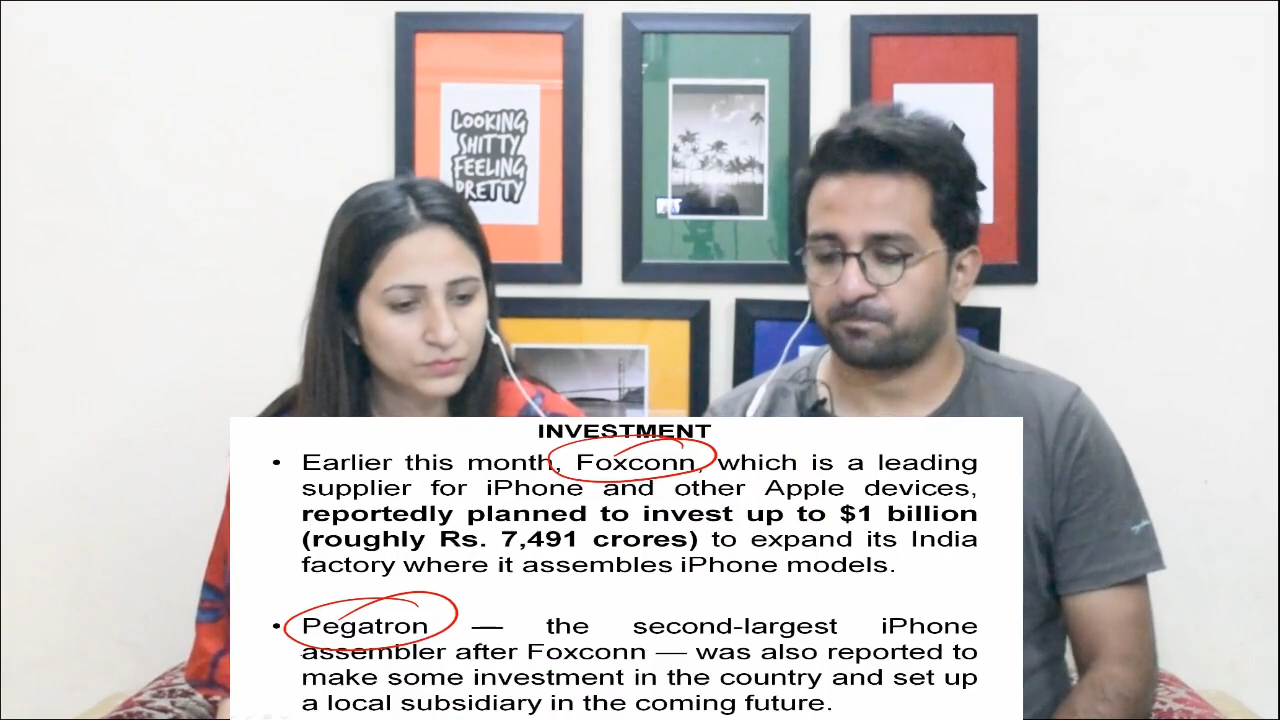 LOOKING
SHITTY
FEELING
PRETTY
INVESTMENT
• Earlier this month, Foxconn, which is a leading
supplier for iPhone and other Apple devices,
reportedly planned to invest up to $1 billion
(roughly Rs. 7,491 crores) to expand its India
factory where it assembles iPhone models.
• Pegatron — the second-largest iPhone
assembler after Foxconn — was also reported to
make some investment in the country and set up
a local subsidiary in the coming future.